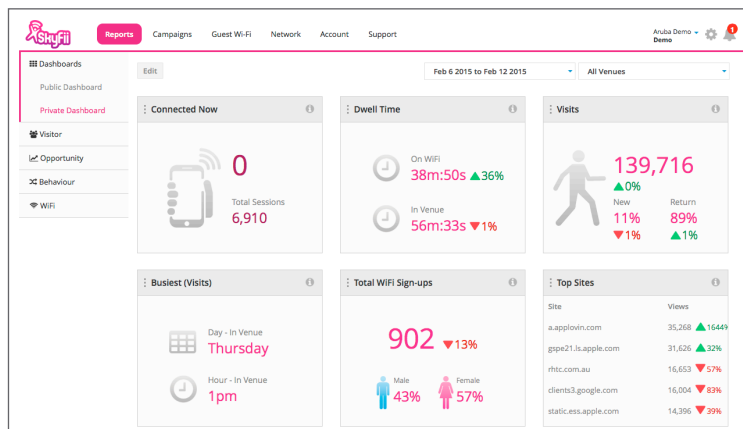 SkyFii
Reports Campaigns Guest Wi-Fi Network Account Support
Aruba Demo
Demo
1
Dashboards
Public Dashboard
Private Dashboard
Visitor
Opportunity
Behaviour
WiFi
Edit
Feb 6 2015 to Feb 12 2015
All Venues
Connected Now
0
Total Sessions
6,910
Dwell Time
On WiFi
38m:50s ▲36%
In Venue
56m:33s ▼1%
Visits
139,716
▲0%
New Return
11% 89%
▼1% ▲1%
Busiest (Visits)
Day - In Venue
Thursday
Hour - In Venue
1pm
Total WiFi Sign-ups
902 ▼13%
Male Female
43% 57%
Top Sites
Site Views
a.applovin.com 35,268 ▲1644%
gspe21.ls.apple.com 31,626 ▲32%
rhtc.com.au 16,653 ▼57%
clients3.google.com 16,004 ▼83%
static.ess.apple.com 14,396 ▼39%